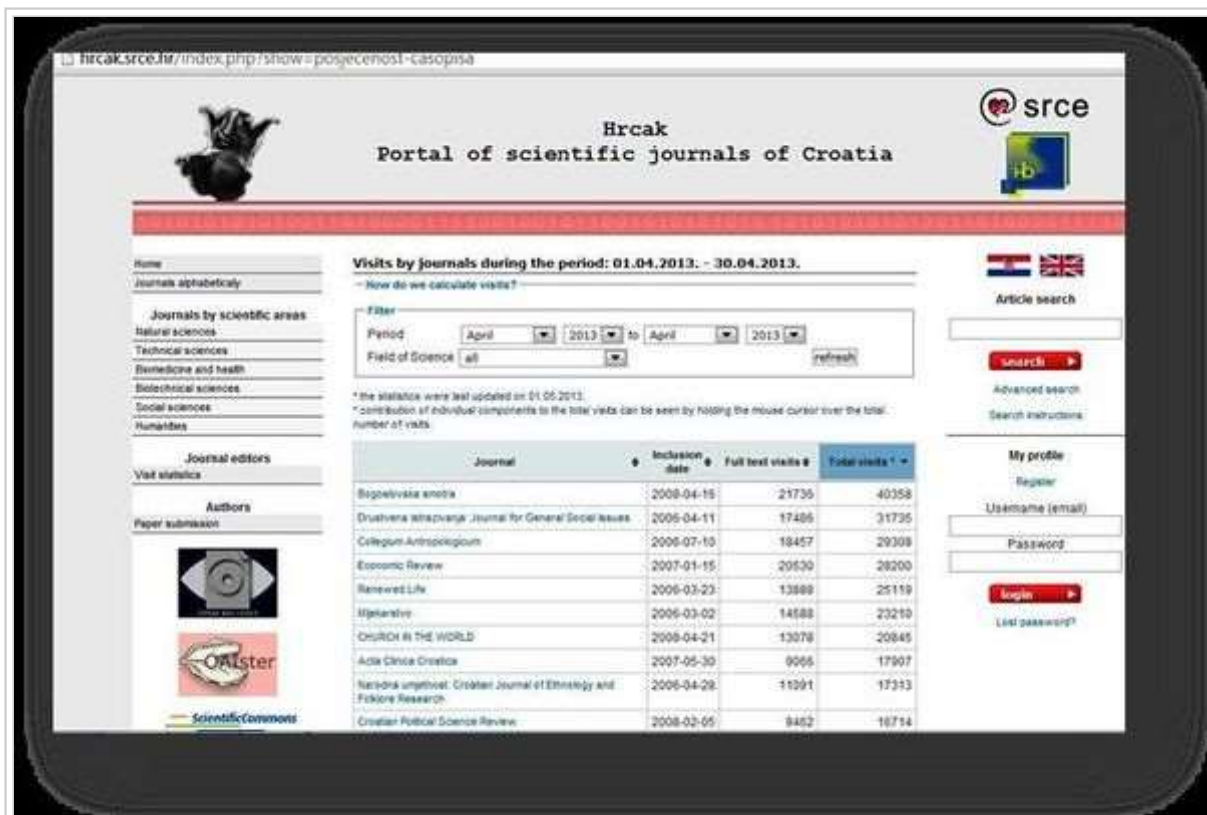 hrcak.srce.hr/index.php?show=posjecenost-casopisa
srce
Hrcak
Portal of scientific journals of Croatia
Hb
Home
Journals alphabeticaly
Journals by scientific areas
Natural sciences
Technical sciences
Biomedicine and health
Biotechnical sciences
Social sciences
Humanities
Journal editors
Visit statistics
Authors
Paper submission
OAIster
ScientificCommons
Visits by journals during the period: 01.04.2013. - 30.04.2013.
How do we calculate visits?
Filter
Period April 2013 to April 2013
Field of Science all refresh
* the statistics were last updated on 01.05.2013.
* contribution of individual components to the total visits can be seen by holding the mouse cursor over the total
number of visits.
Journal Inclusion date Full text visits Total visits *
Bogoslovska smotra 2008-04-15 21735 40358
Drustvena istrazivanja: Journal for General Social Issues 2006-04-11 17486 31735
Collegium Antropologicum 2006-07-10 18457 29309
Economic Review 2007-01-15 20530 28200
Renewed Life 2006-03-23 13889 25119
Mljekarstvo 2006-03-02 14588 23210
CHURCH IN THE WORLD 2008-04-21 13078 20845
Acta Clinica Croatica 2007-05-30 9066 17907
Narodna umjetnost: Croatian Journal of Ethnology and
Folklore Research 2006-04-28 11091 17313
Croatian Political Science Review 2008-02-05 9462 16714
Article search
search
Advanced search
Search instructions
My profile
Register
Username (email)
Password
login
Lost password?